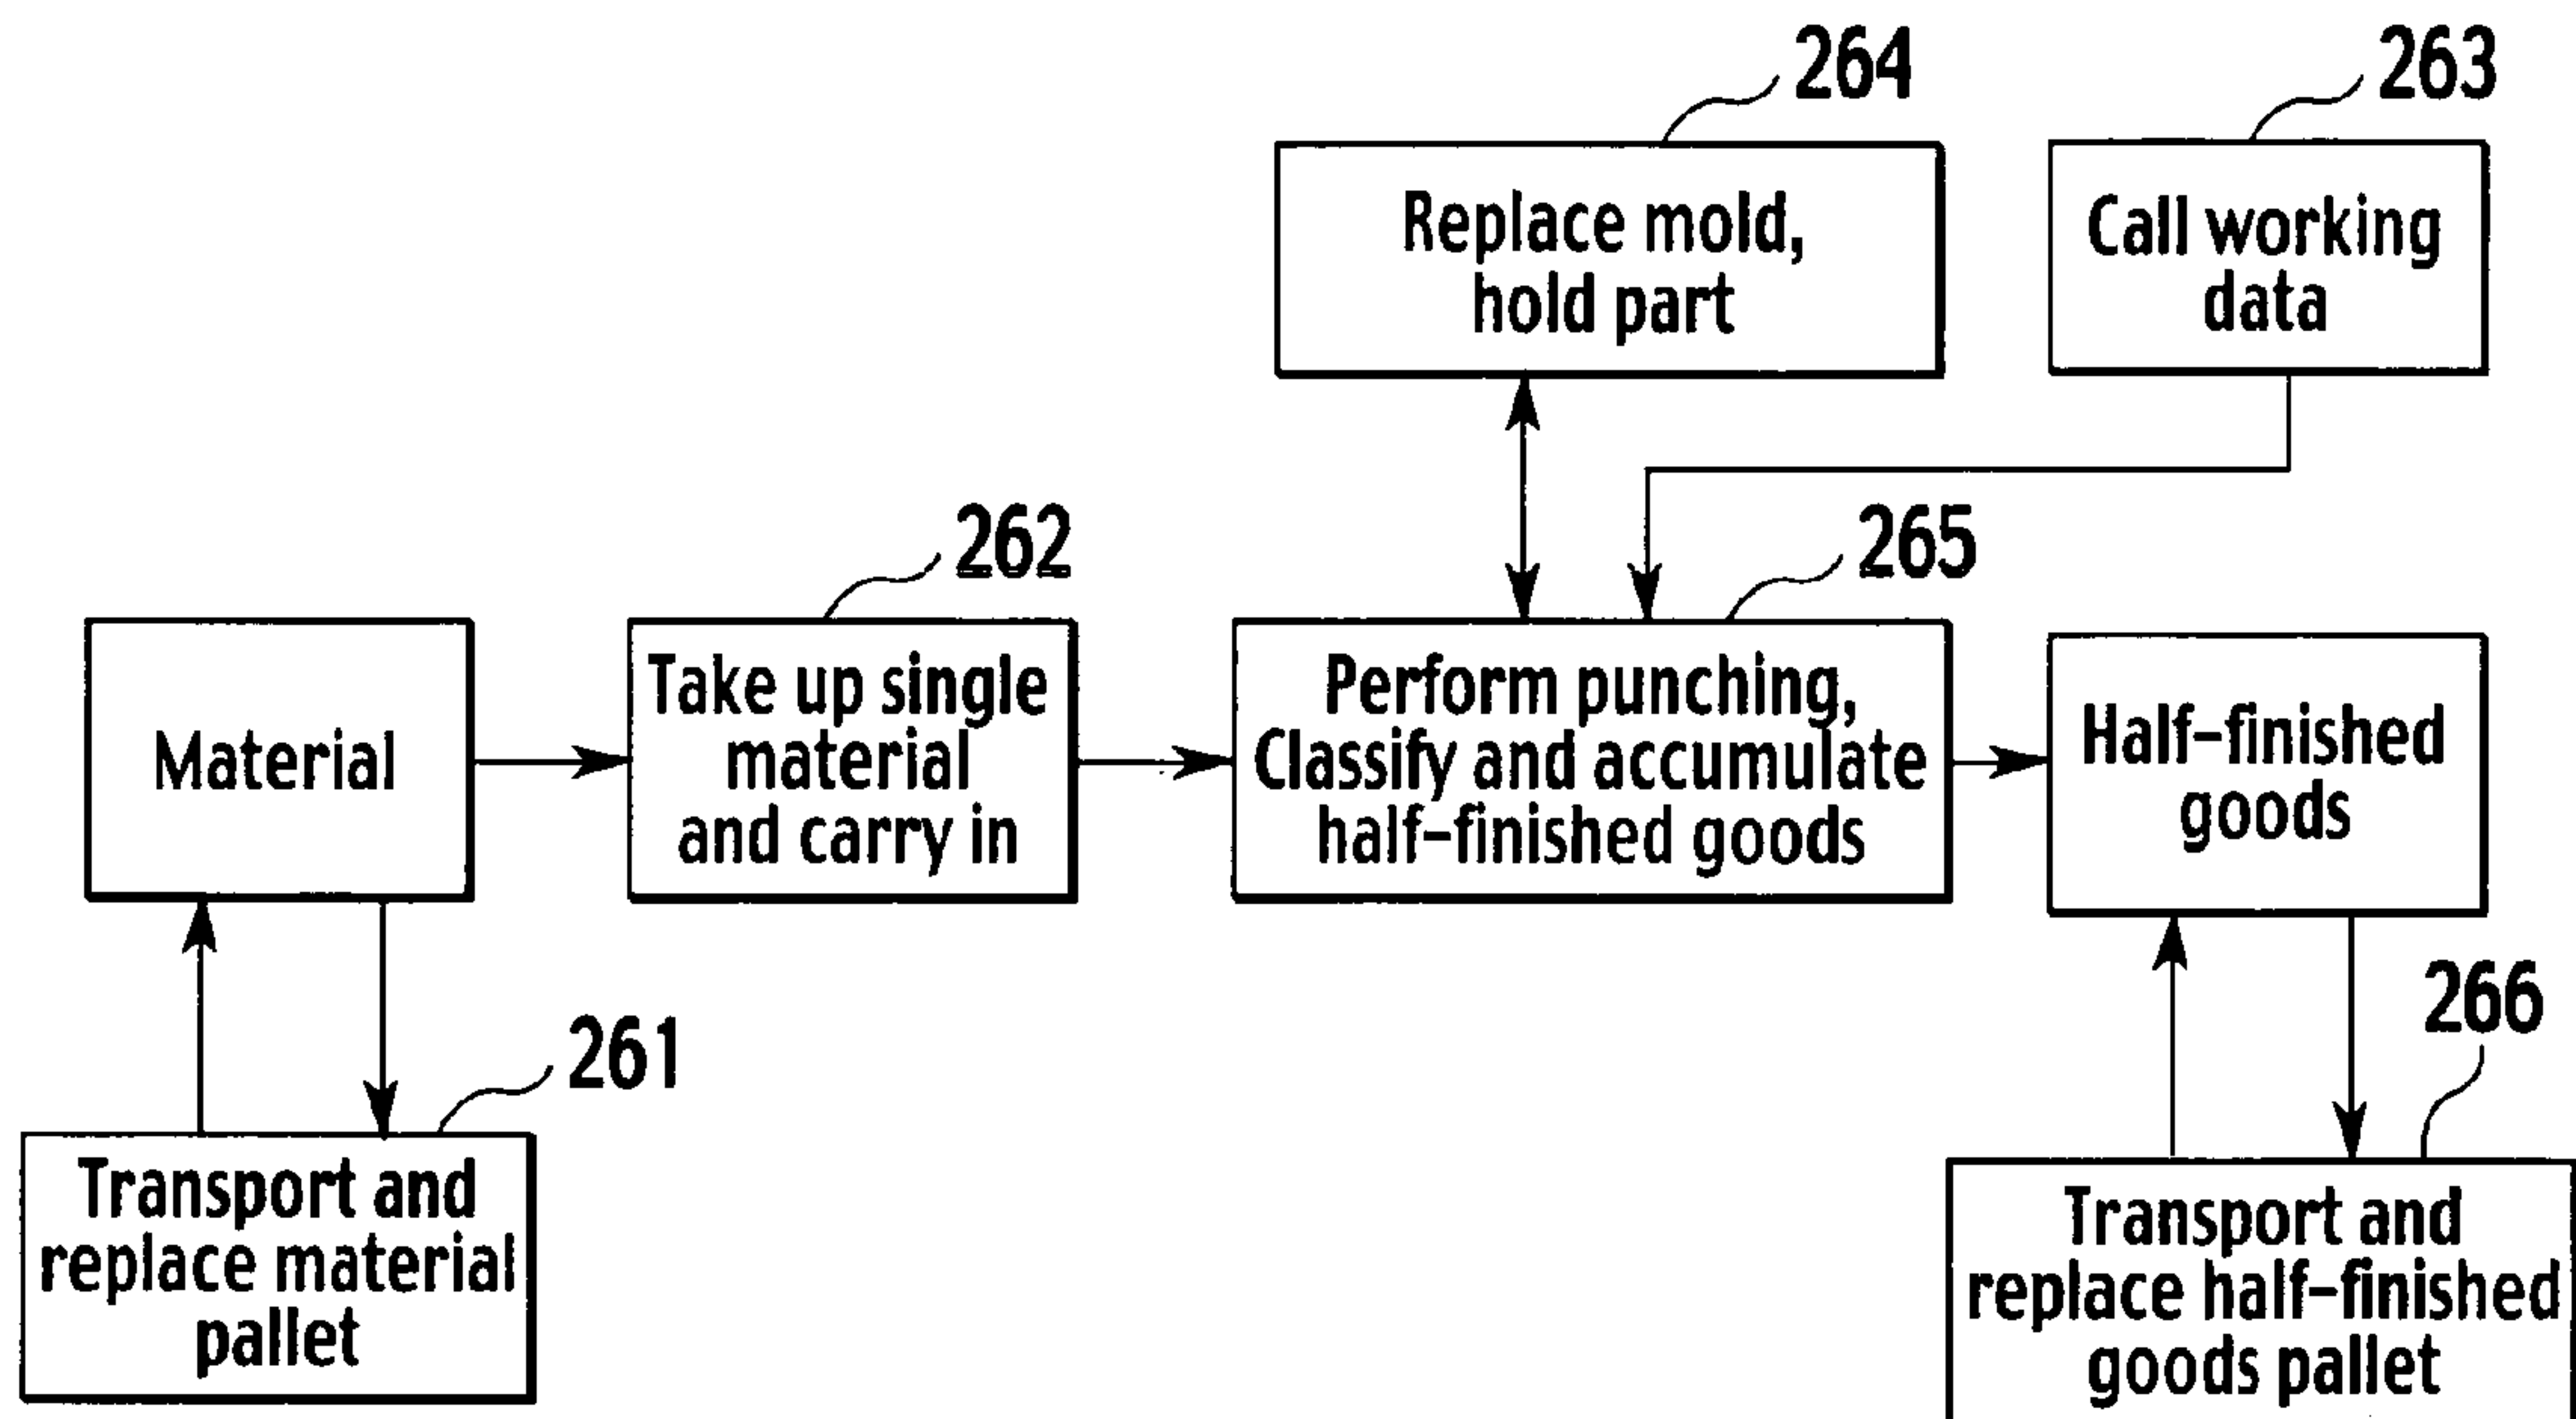 264
263
Replace mold,
hold part
Call working
data
262
265
Material
Take up single
material
and carry in
Perform punching,
Classify and accumulate
half-finished goods
Half-finished
goods
261
266
Transport and
replace material
pallet
Transport and
replace half-finished
goods pallet